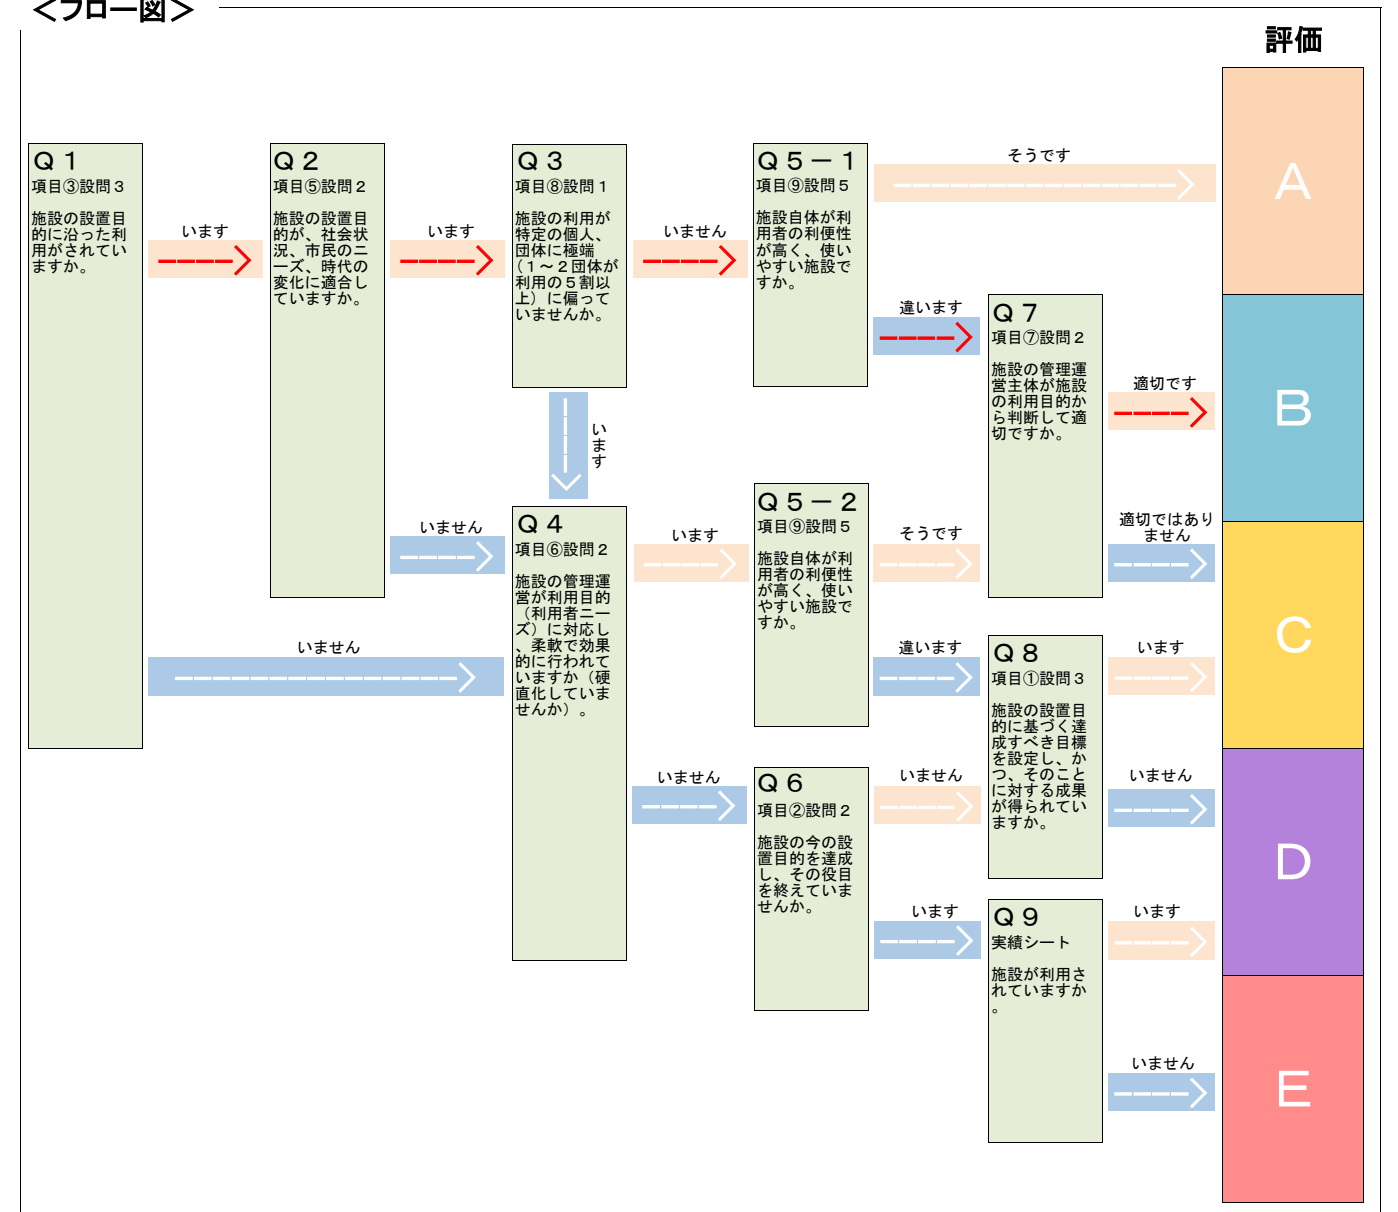 ＜フロー図＞
評価
Ｑ１
項目③設問３
施設の設置目
的に沿った利
用がされてい
ますか。
います
いません
Ｑ２
項目⑤設問２
施設の設置目
的が、社会状
況、市民のニ
ーズ、時代の
変化に適合し
ていますか。
います
いません
Ｑ３
項目⑧設問１
施設の利用が
特定の個人、
団体に極端
（１～２団体が
利用の５割以
上）に偏って
いませんか。
いません
います
Ｑ４
項目⑥設問２
施設の管理運
営が利用目的
（利用者ニー
ズ）に対応し
、柔軟で効果
的に行われて
いますか（硬
直化していま
せんか）。
います
いません
Ｑ５－１
項目⑨設問５
施設自体が利
用者の利便性
が高く、使い
やすい施設で
すか。
そうです
違います
Ｑ５－２
項目⑨設問５
施設自体が利
用者の利便性
が高く、使い
やすい施設で
すか。
そうです
違います
Ｑ６
項目②設問２
施設の今の設
置目的を達成
し、その役目
を終えていま
せんか。
いません
います
Ｑ７
項目⑦設問２
施設の管理運
営主体が施設
の利用目的か
ら判断して適
切ですか。
適切です
適切ではあり
ません
Ｑ８
項目①設問３
施設の設置目
的に基づく達
成すべき目標
を設定し、か
つ、そのこと
に対する成果
が得られてい
ますか。
います
いません
Ｑ９
実績シート
施設が利用さ
れていますか
。
います
いません
Ａ
Ｂ
Ｃ
Ｄ
Ｅ